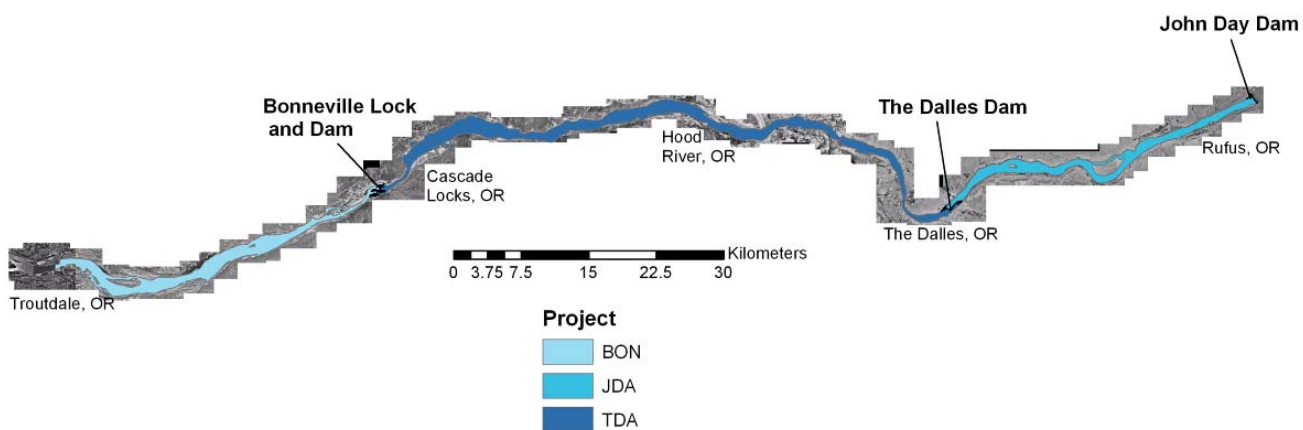 John Day Dam
Bonneville Lock
and Dam
The Dalles Dam
Hood
River, OR
Rufus, OR
Cascade
Locks, OR
The Dalles, OR
Troutdale, OR
Kilometers
0 3.75 7.5 15 22.5 30
Project
BON
JDA
TDA